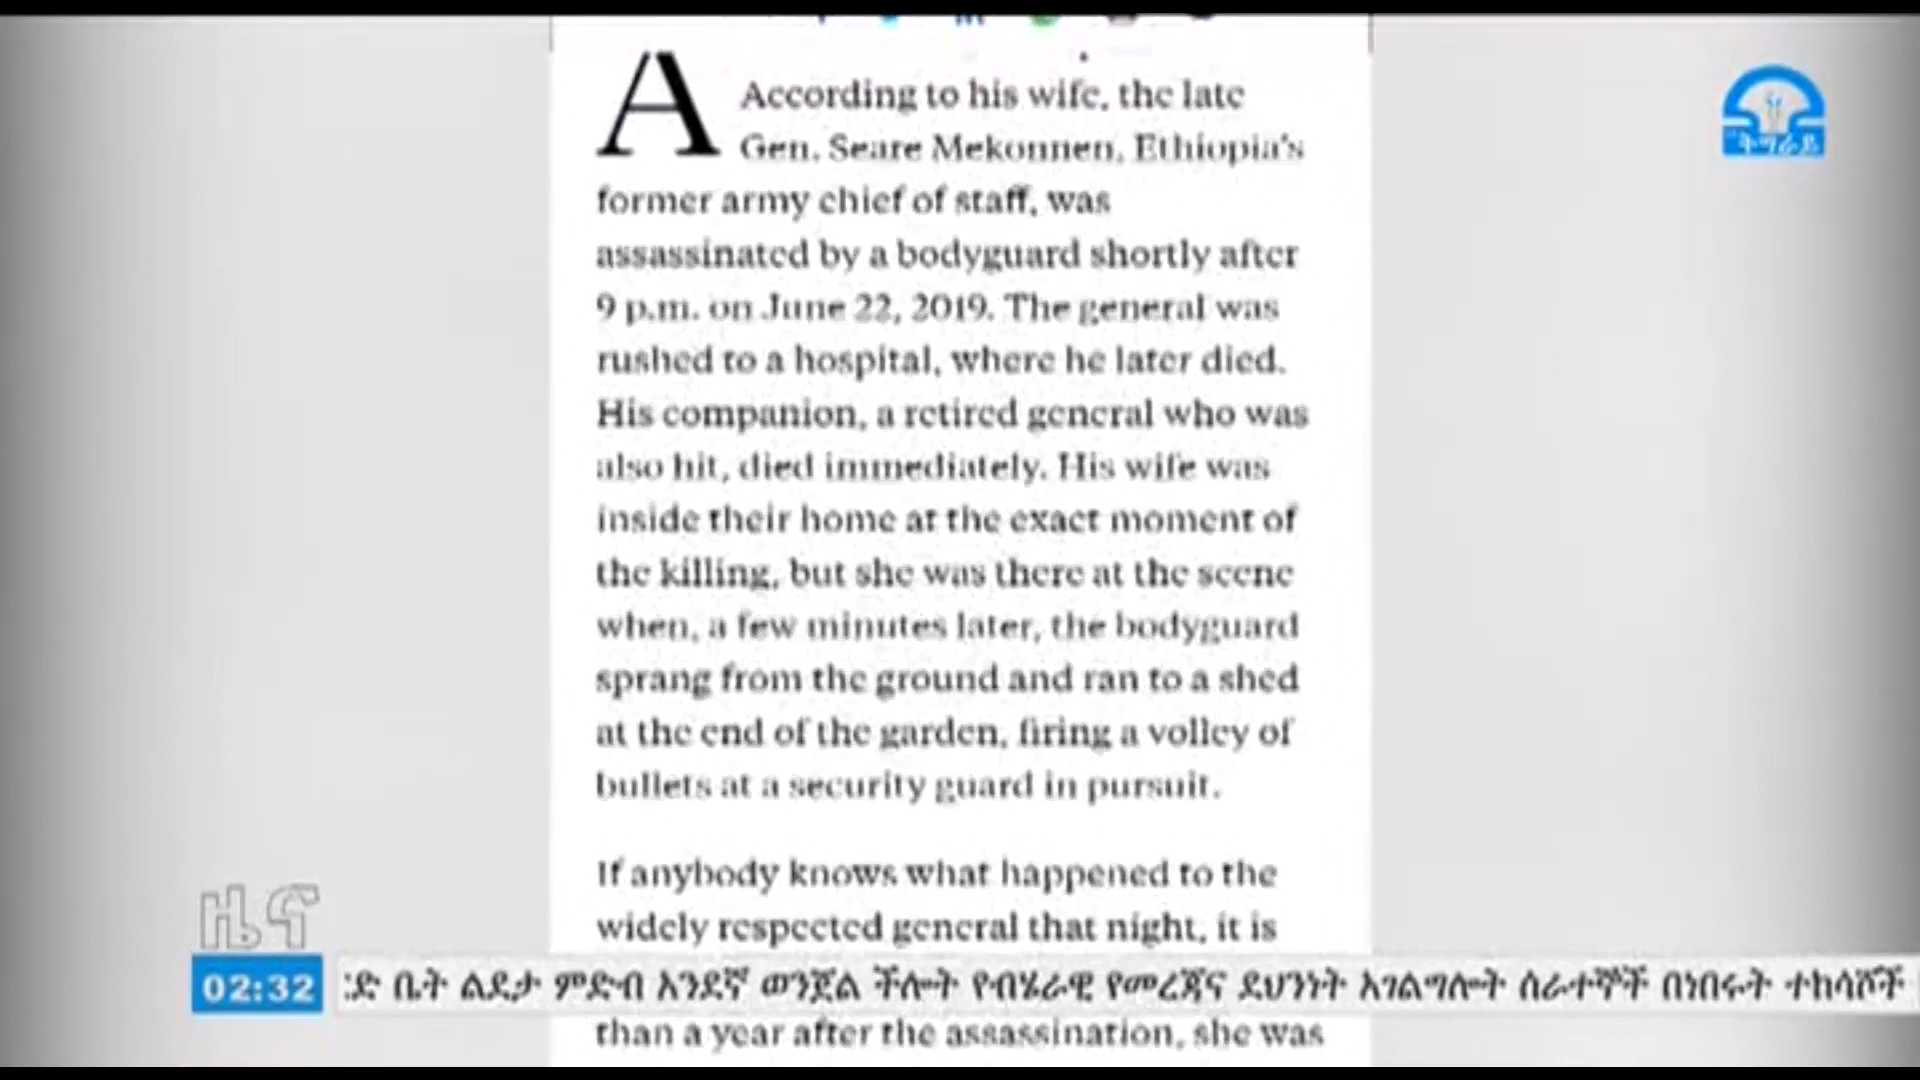 A According to his wife, the late
Gen. Seare Mekonnen, Ethiopia's
former army chief of staff, was
assassinated by a bodyguard shortly after
9 p.m. on June 22, 2019. The general was
rushed to a hospital, where he later died.
His companion, a retired general who was
also hit, died immediately. His wife was
inside their home at the exact moment of
the killing, but she was there at the scene
when, a few minutes later, the bodyguard
sprang from the ground and ran to a shed
at the end of the garden, firing a volley of
bullets at a security guard in pursuit.
If anybody knows what happened to the
widely respected general that night, it is
than a year after the assassination, she was
ትግራይ
ዜና
02:32
ድ ቤት ልደታ ምድብ አንደኛ ወንጀል ችሎት የብሄራዊ የመረጃና ደህንነት አገልግሎት ሰራተኞች በነበሩት ተከሳሾች